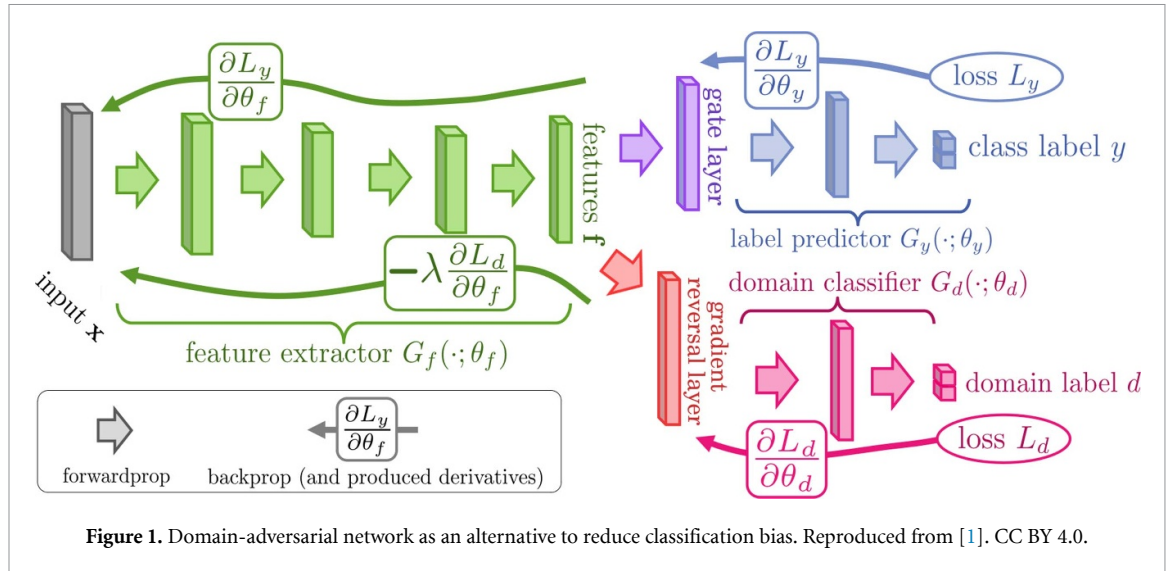 ∂L_y/∂θ_f
∂L_y/∂θ_y
loss L_y
features f
gate layer
class label y
label predictor G_y(·;θ_y)
−λ ∂L_d/∂θ_f
input x
feature extractor G_f(·;θ_f)
gradient
reversal layer
domain classifier G_d(·;θ_d)
domain label d
∂L_d/∂θ_d
loss L_d
∂L_y/∂θ_f
forwardprop
backprop (and produced derivatives)
Figure 1. Domain-adversarial network as an alternative to reduce classification bias. Reproduced from [1]. CC BY 4.0.